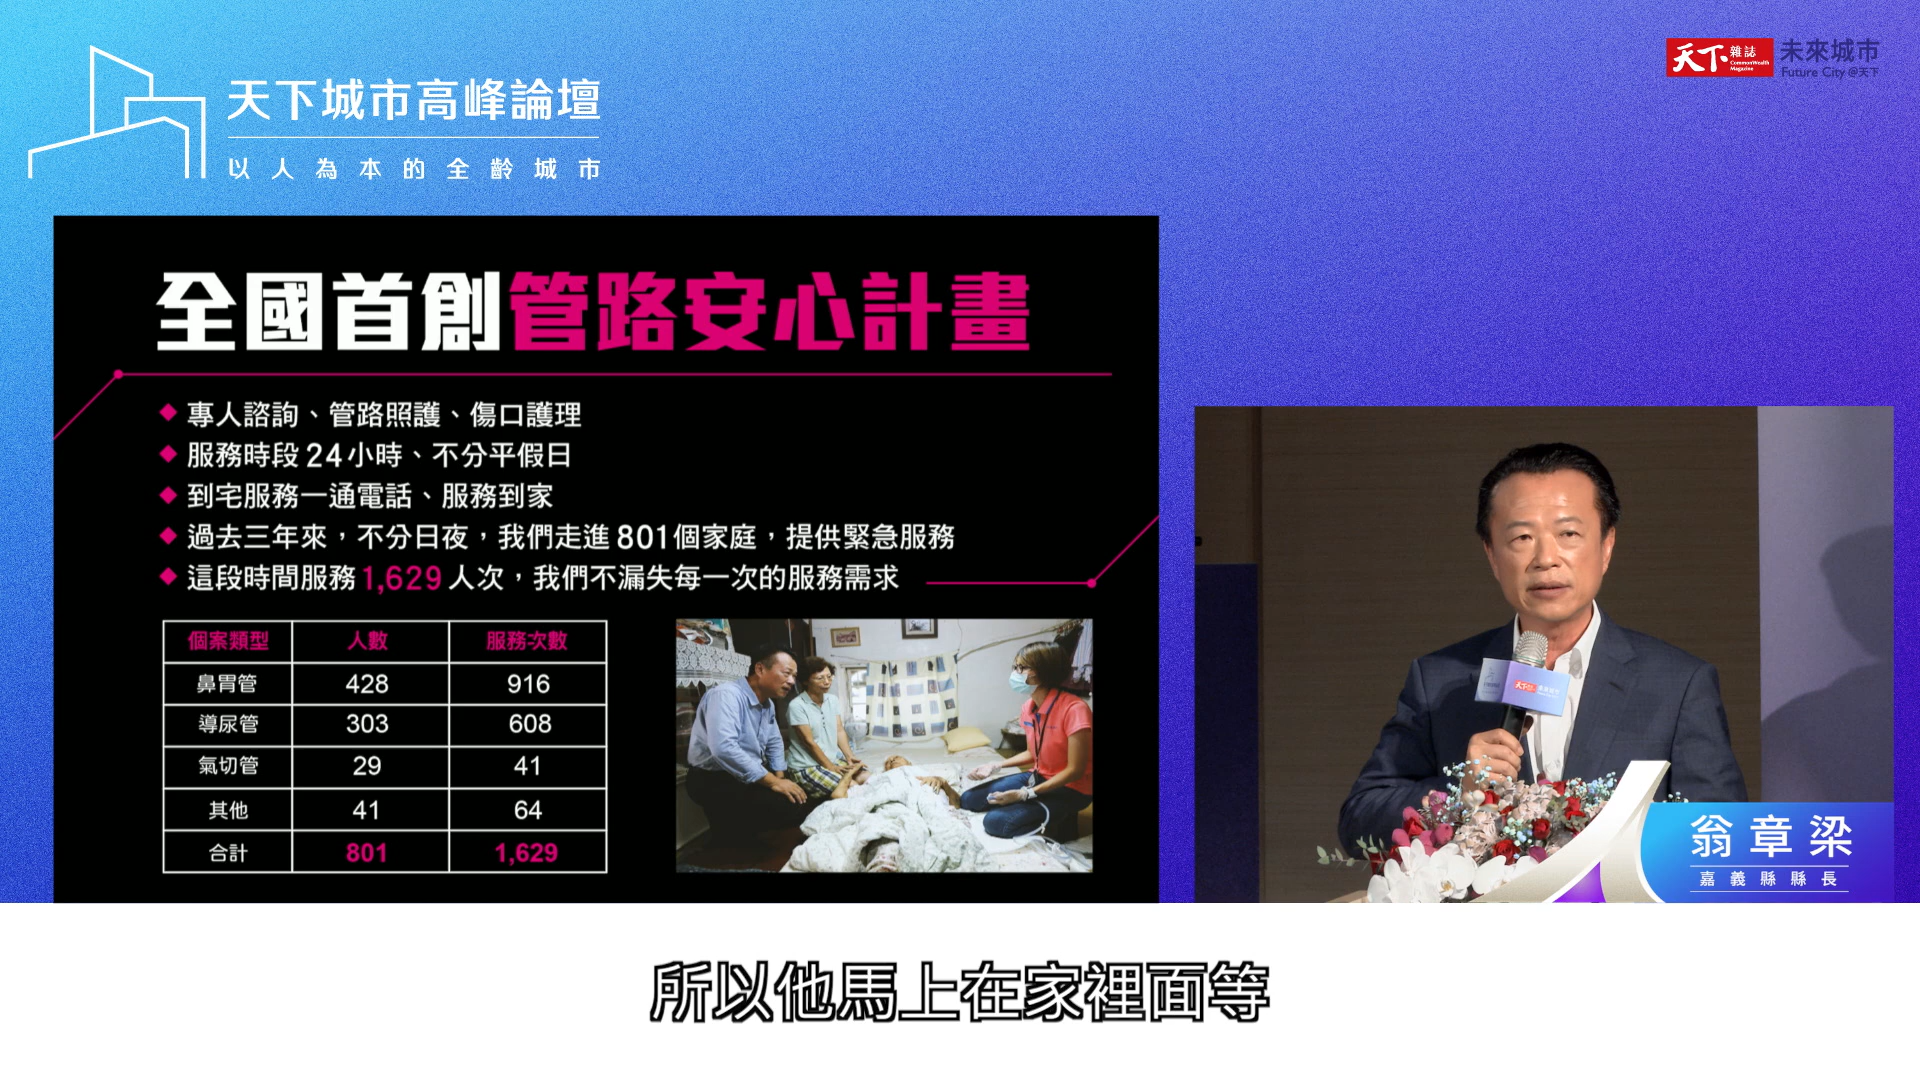 天下城市高峰論壇
以人為本的全齡城市
天下雜誌 未來城市
CommonWealth Magazine Future City@天下
全國首創管路安心計畫
專人諮詢、管路照護、傷口護理
服務時段24小時、不分平假日
到宅服務一通電話、服務到家
過去三年來，不分日夜，我們走進801個家庭，提供緊急服務
這段時間服務1,629人次，我們不漏失每一次的服務需求
個案類型 人數 服務次數
鼻胃管 428 916
導尿管 303 608
氣切管 29 41
其他 41 64
合計 801 1,629
天下
翁章梁
嘉義縣縣長
所以他馬上在家裡面等